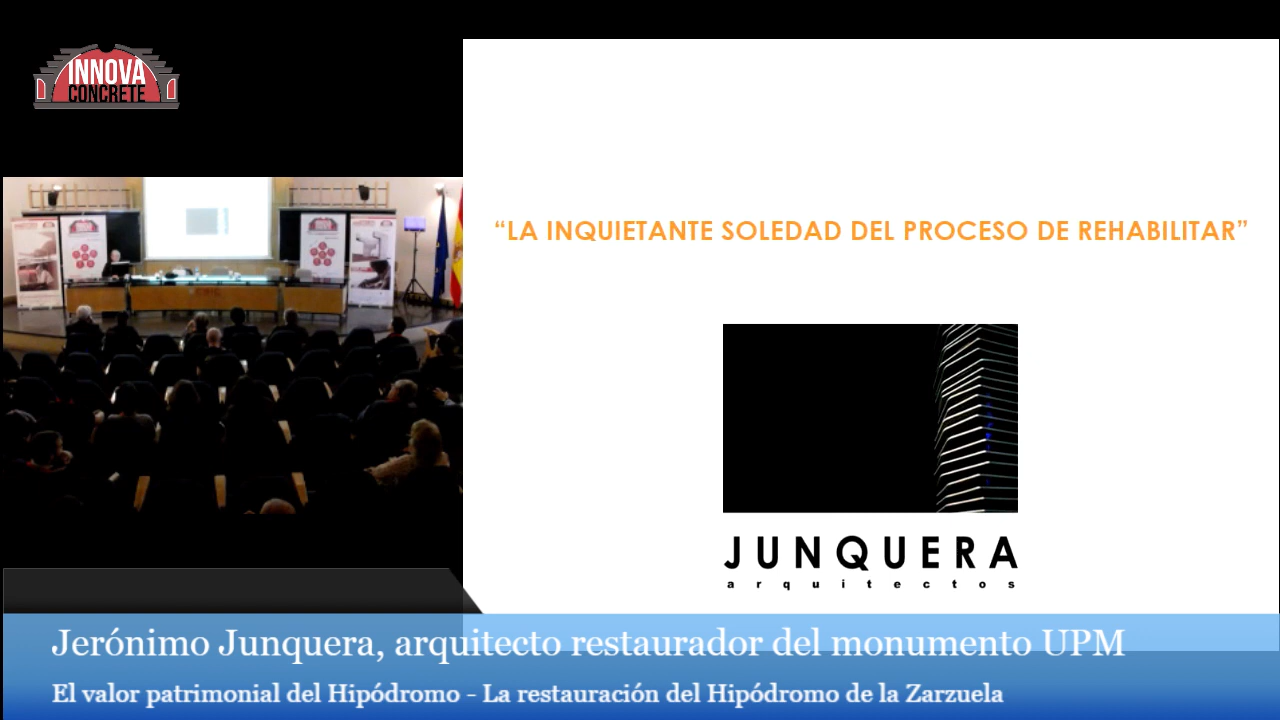 INNOVA
CONCRETE
“LA INQUIETANTE SOLEDAD DEL PROCESO DE REHABILITAR”
JUNQUERA
arquitectos
Jerónimo Junquera, arquitecto restaurador del monumento UPM
El valor patrimonial del Hipódromo - La restauración del Hipódromo de la Zarzuela